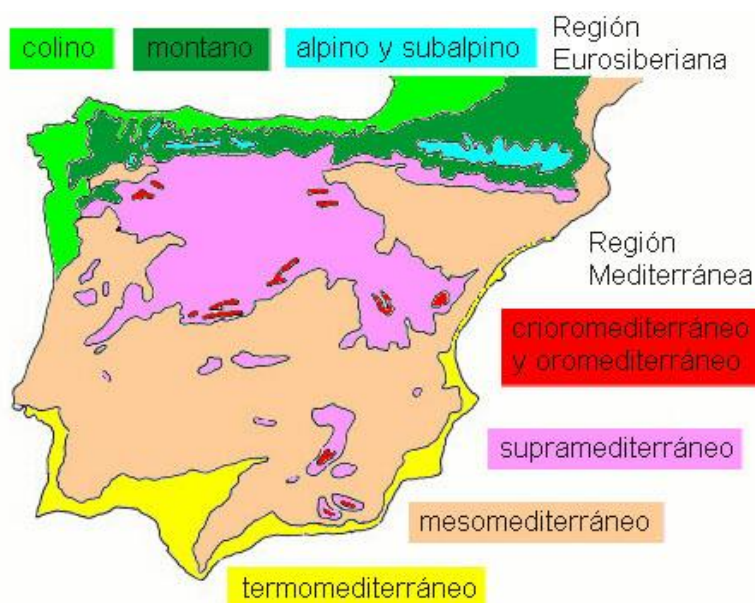 colino
montano
alpino y subalpino
Región
Eurosiberiana
Región
Mediterránea
crioromediterráneo
y oromediterráneo
supramediterráneo
mesomediterráneo
termomediterráneo